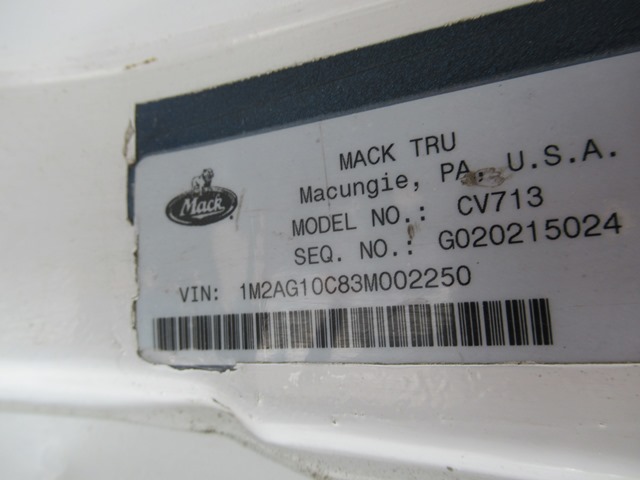 MACK TRU
Macungie, PA, U.S.A.
Mack
MODEL NO.: CV713
SEQ. NO.: G020215024
VIN: 1M2AG10C83M002250